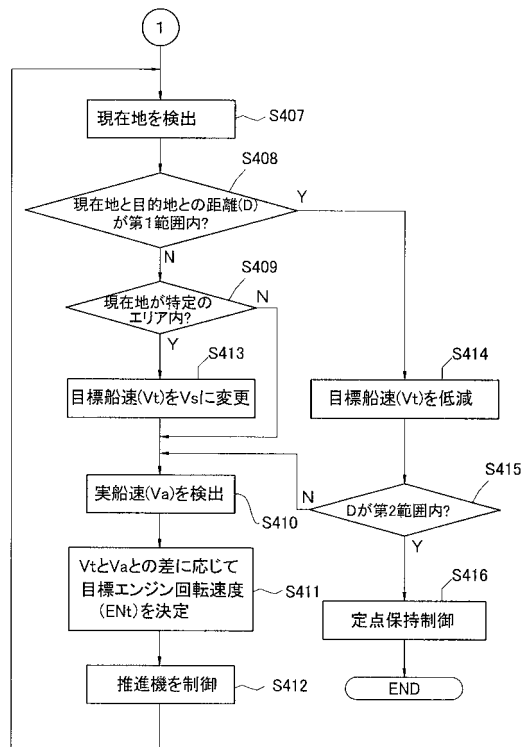 1
現在地を検出
S407
S408
現在地と目的地との距離(D)
が第1範囲内?
Y
N
S409
現在地が特定の
エリア内?
N
Y
S413
目標船速(Vt)をVsに変更
S414
目標船速(Vt)を低減
実船速(Va)を検出
S410
N
S415
Dが第2範囲内?
Y
VtとVaとの差に応じて
目標エンジン回転速度
(ENt)を決定
S411
S416
定点保持制御
推進機を制御
S412
END